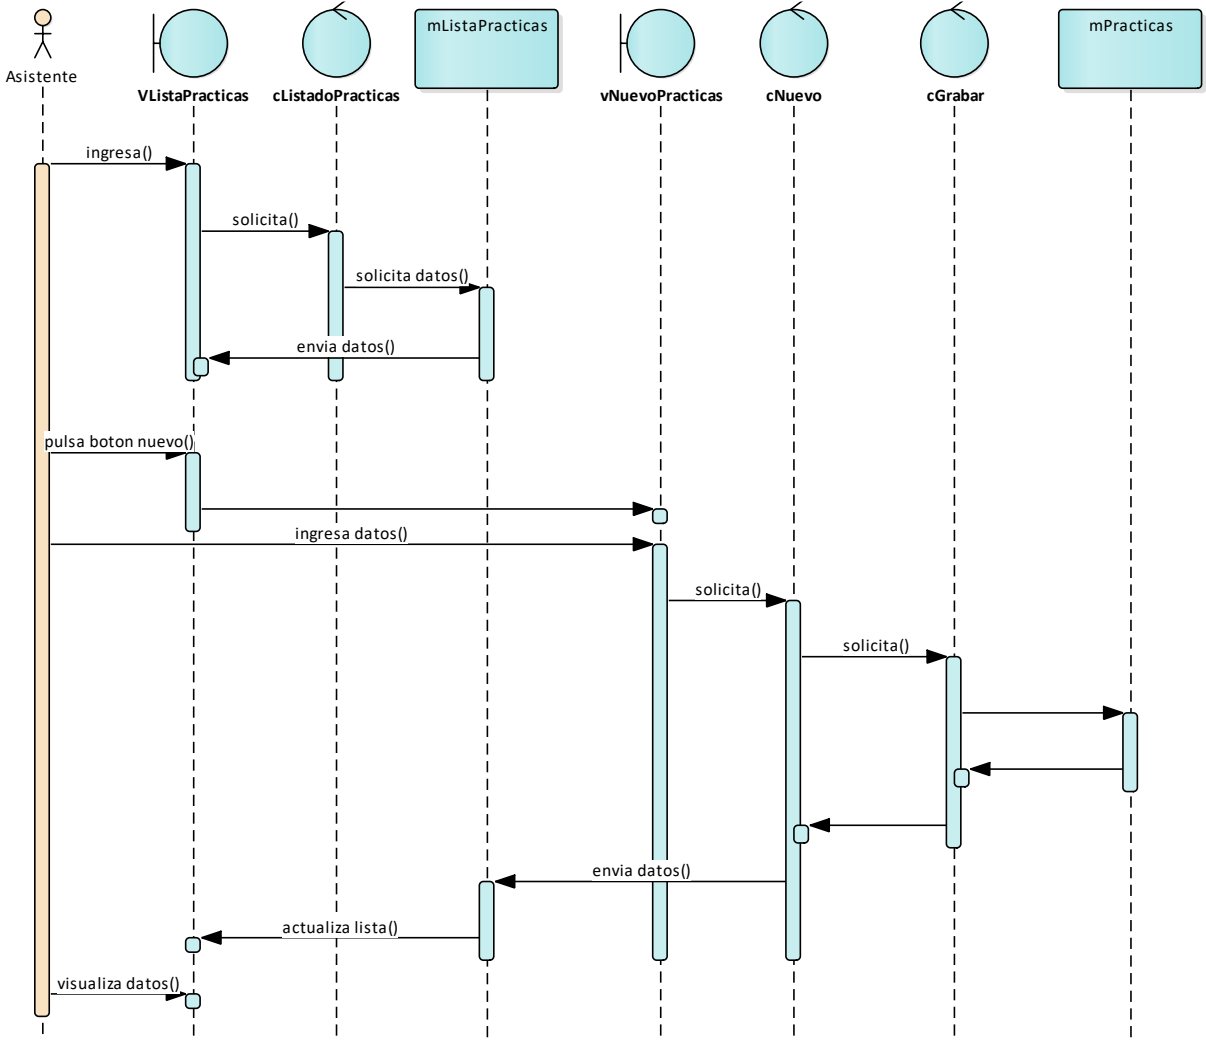 mListaPracticas
mPracticas
Asistente
VListaPracticas
cListadoPracticas
vNuevoPracticas
cNuevo
cGrabar
ingresa()
solicita()
solicita datos()
envia datos()
pulsa boton nuevo()
ingresa datos()
solicita()
solicita()
envia datos()
actualiza lista()
visualiza datos()